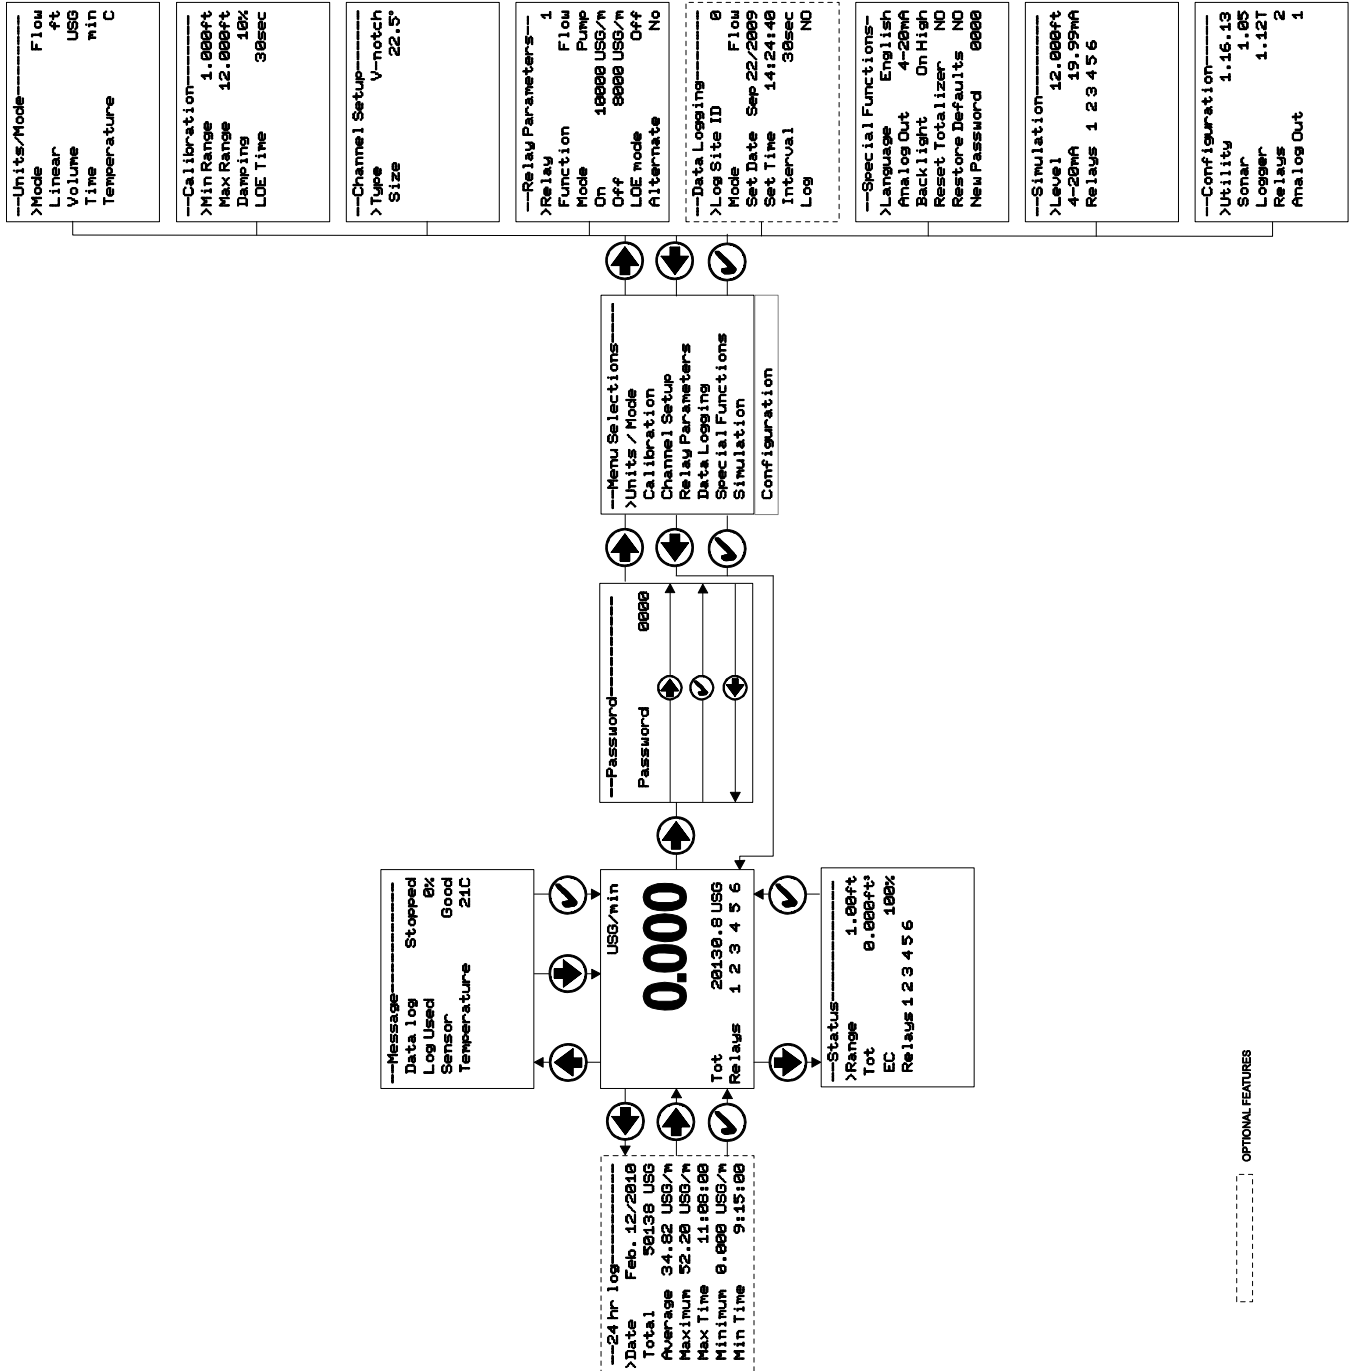 --Units/Mode--------
>Mode Flow
Linear ft
Volume USG
Time min
Temperature C
--Calibration-------
>Min Range 1.000ft
Max Range 12.000ft
Damping 10%
LOE Time 30sec
--Channel Setup-------
>Type V-notch
Size 22.5°
--Relay Parameters---
>Relay 1
Function Flow
Mode Pump
On 10000 USG/m
Off 8000 USG/m
LOE mode Off
Alternate No
--Data Logging--------
>Log Site ID 0
Mode Flow
Set Date Sep 22/2009
Set Time 14:24:40
Interval 30sec
Log NO
--Special Functions-
>Language English
Analog Out 4-20mA
Backlight On High
Reset Totalizer NO
Restore Defaults NO
New Password 0000
--Simulation---------
>Level 12.000ft
4-20mA 19.99mA
Relays 1 2 3 4 5 6
--Configuration-----
>Utility 1.16.13
Sonar 1.05
Logger 1.12T
Relays 2
Analog Out 1
--Menu Selections-----
>Units / Mode
Calibration
Channel Setup
Relay Parameters
Data Logging
Special Functions
Simulation
Configuration
--Password-------------
Password 0000
--Message-------------
Data log Stopped
Log Used 0%
Sensor Good
Temperature 21C
USG/min
0.000
Tot 20130.8 USG
Relays 1 2 3 4 5 6
--Status--------------
>Range 1.00ft
Tot 0.000ft³
EC 100%
Relays 1 2 3 4 5 6
--24 hr log-----------
>Date Feb. 12/2010
Total 50138 USG
Average 34.82 USG/m
Maximum 52.20 USG/m
Max Time 11:08:00
Minimum 0.000 USG/m
Min Time 9:15:00
OPTIONAL FEATURES